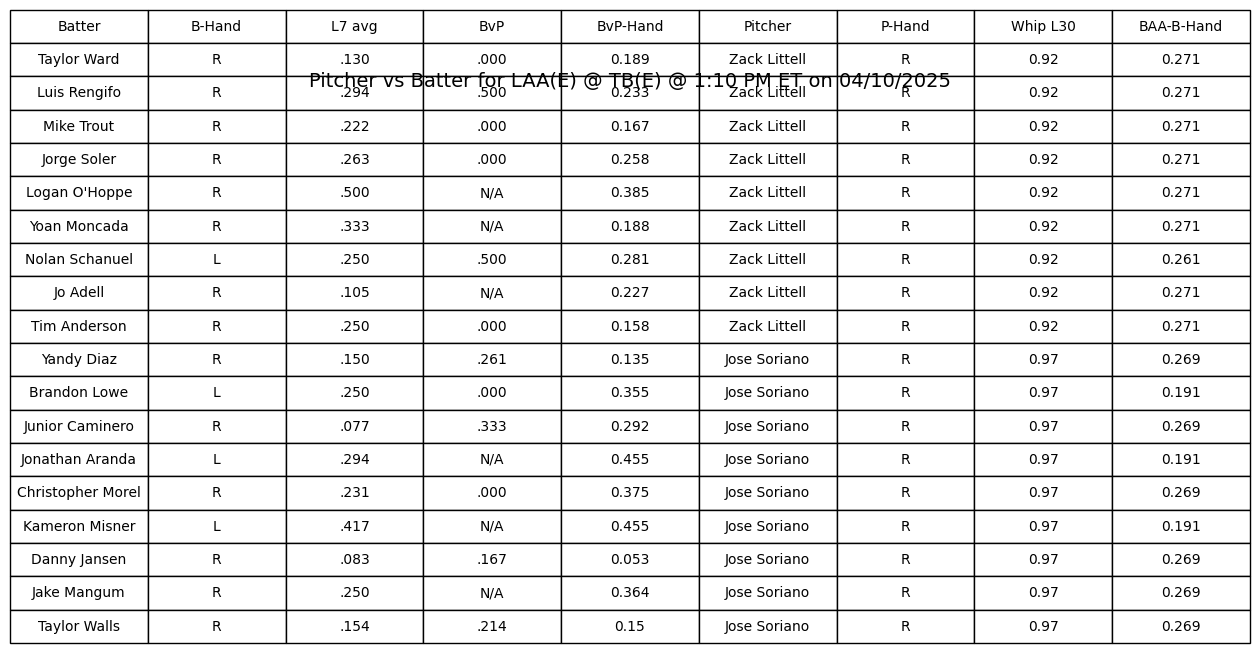 Batter B-Hand L7 avg BvP BvP-Hand Pitcher P-Hand Whip L30 BAA-B-Hand
Taylor Ward R .130 .000 0.189 Zack Littell R 0.92 0.271
Pitcher vs Batter for LAA(E) @ TB(E) @ 1:10 PM ET on 04/10/2025
Luis Rengifo R .294 .500 0.233 Zack Littell R 0.92 0.271
Mike Trout R .222 .000 0.167 Zack Littell R 0.92 0.271
Jorge Soler R .263 .000 0.258 Zack Littell R 0.92 0.271
Logan O'Hoppe R .500 N/A 0.385 Zack Littell R 0.92 0.271
Yoan Moncada R .333 N/A 0.188 Zack Littell R 0.92 0.271
Nolan Schanuel L .250 .500 0.281 Zack Littell R 0.92 0.261
Jo Adell R .105 N/A 0.227 Zack Littell R 0.92 0.271
Tim Anderson R .250 .000 0.158 Zack Littell R 0.92 0.271
Yandy Diaz R .150 .261 0.135 Jose Soriano R 0.97 0.269
Brandon Lowe L .250 .000 0.355 Jose Soriano R 0.97 0.191
Junior Caminero R .077 .333 0.292 Jose Soriano R 0.97 0.269
Jonathan Aranda L .294 N/A 0.455 Jose Soriano R 0.97 0.191
Christopher Morel R .231 .000 0.375 Jose Soriano R 0.97 0.269
Kameron Misner L .417 N/A 0.455 Jose Soriano R 0.97 0.191
Danny Jansen R .083 .167 0.053 Jose Soriano R 0.97 0.269
Jake Mangum R .250 N/A 0.364 Jose Soriano R 0.97 0.269
Taylor Walls R .154 .214 0.15 Jose Soriano R 0.97 0.269